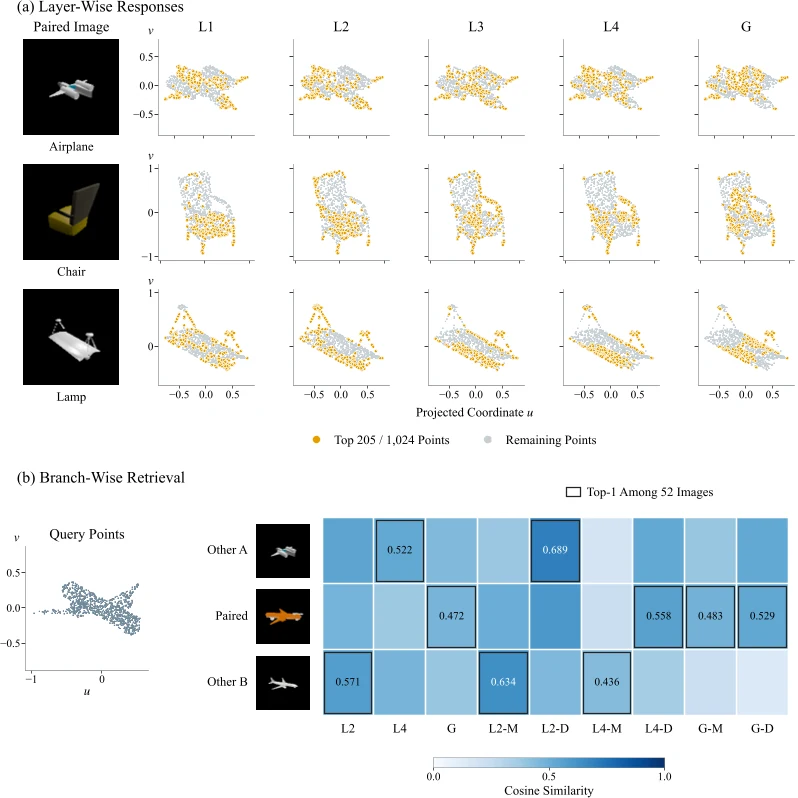 (a) Layer-Wise Responses
Paired Image L1 L2 L3 L4 G
v
0.5
0.0
−0.5
Airplane
v
1
0
−1
Chair
v
1
0
Lamp
−0.5 0.0 0.5 −0.5 0.0 0.5 −0.5 0.0 0.5 −0.5 0.0 0.5 −0.5 0.0 0.5
Projected Coordinate u
Top 205 / 1,024 Points Remaining Points
(b) Branch-Wise Retrieval
Top-1 Among 52 Images
Query Points
v
0.5
0.0
−0.5
−1 0
u
Other A 0.522 0.689
Paired 0.472 0.558 0.483 0.529
Other B 0.571 0.634 0.436
L2 L4 G L2-M L2-D L4-M L4-D G-M G-D
0.0 0.5 1.0
Cosine Similarity